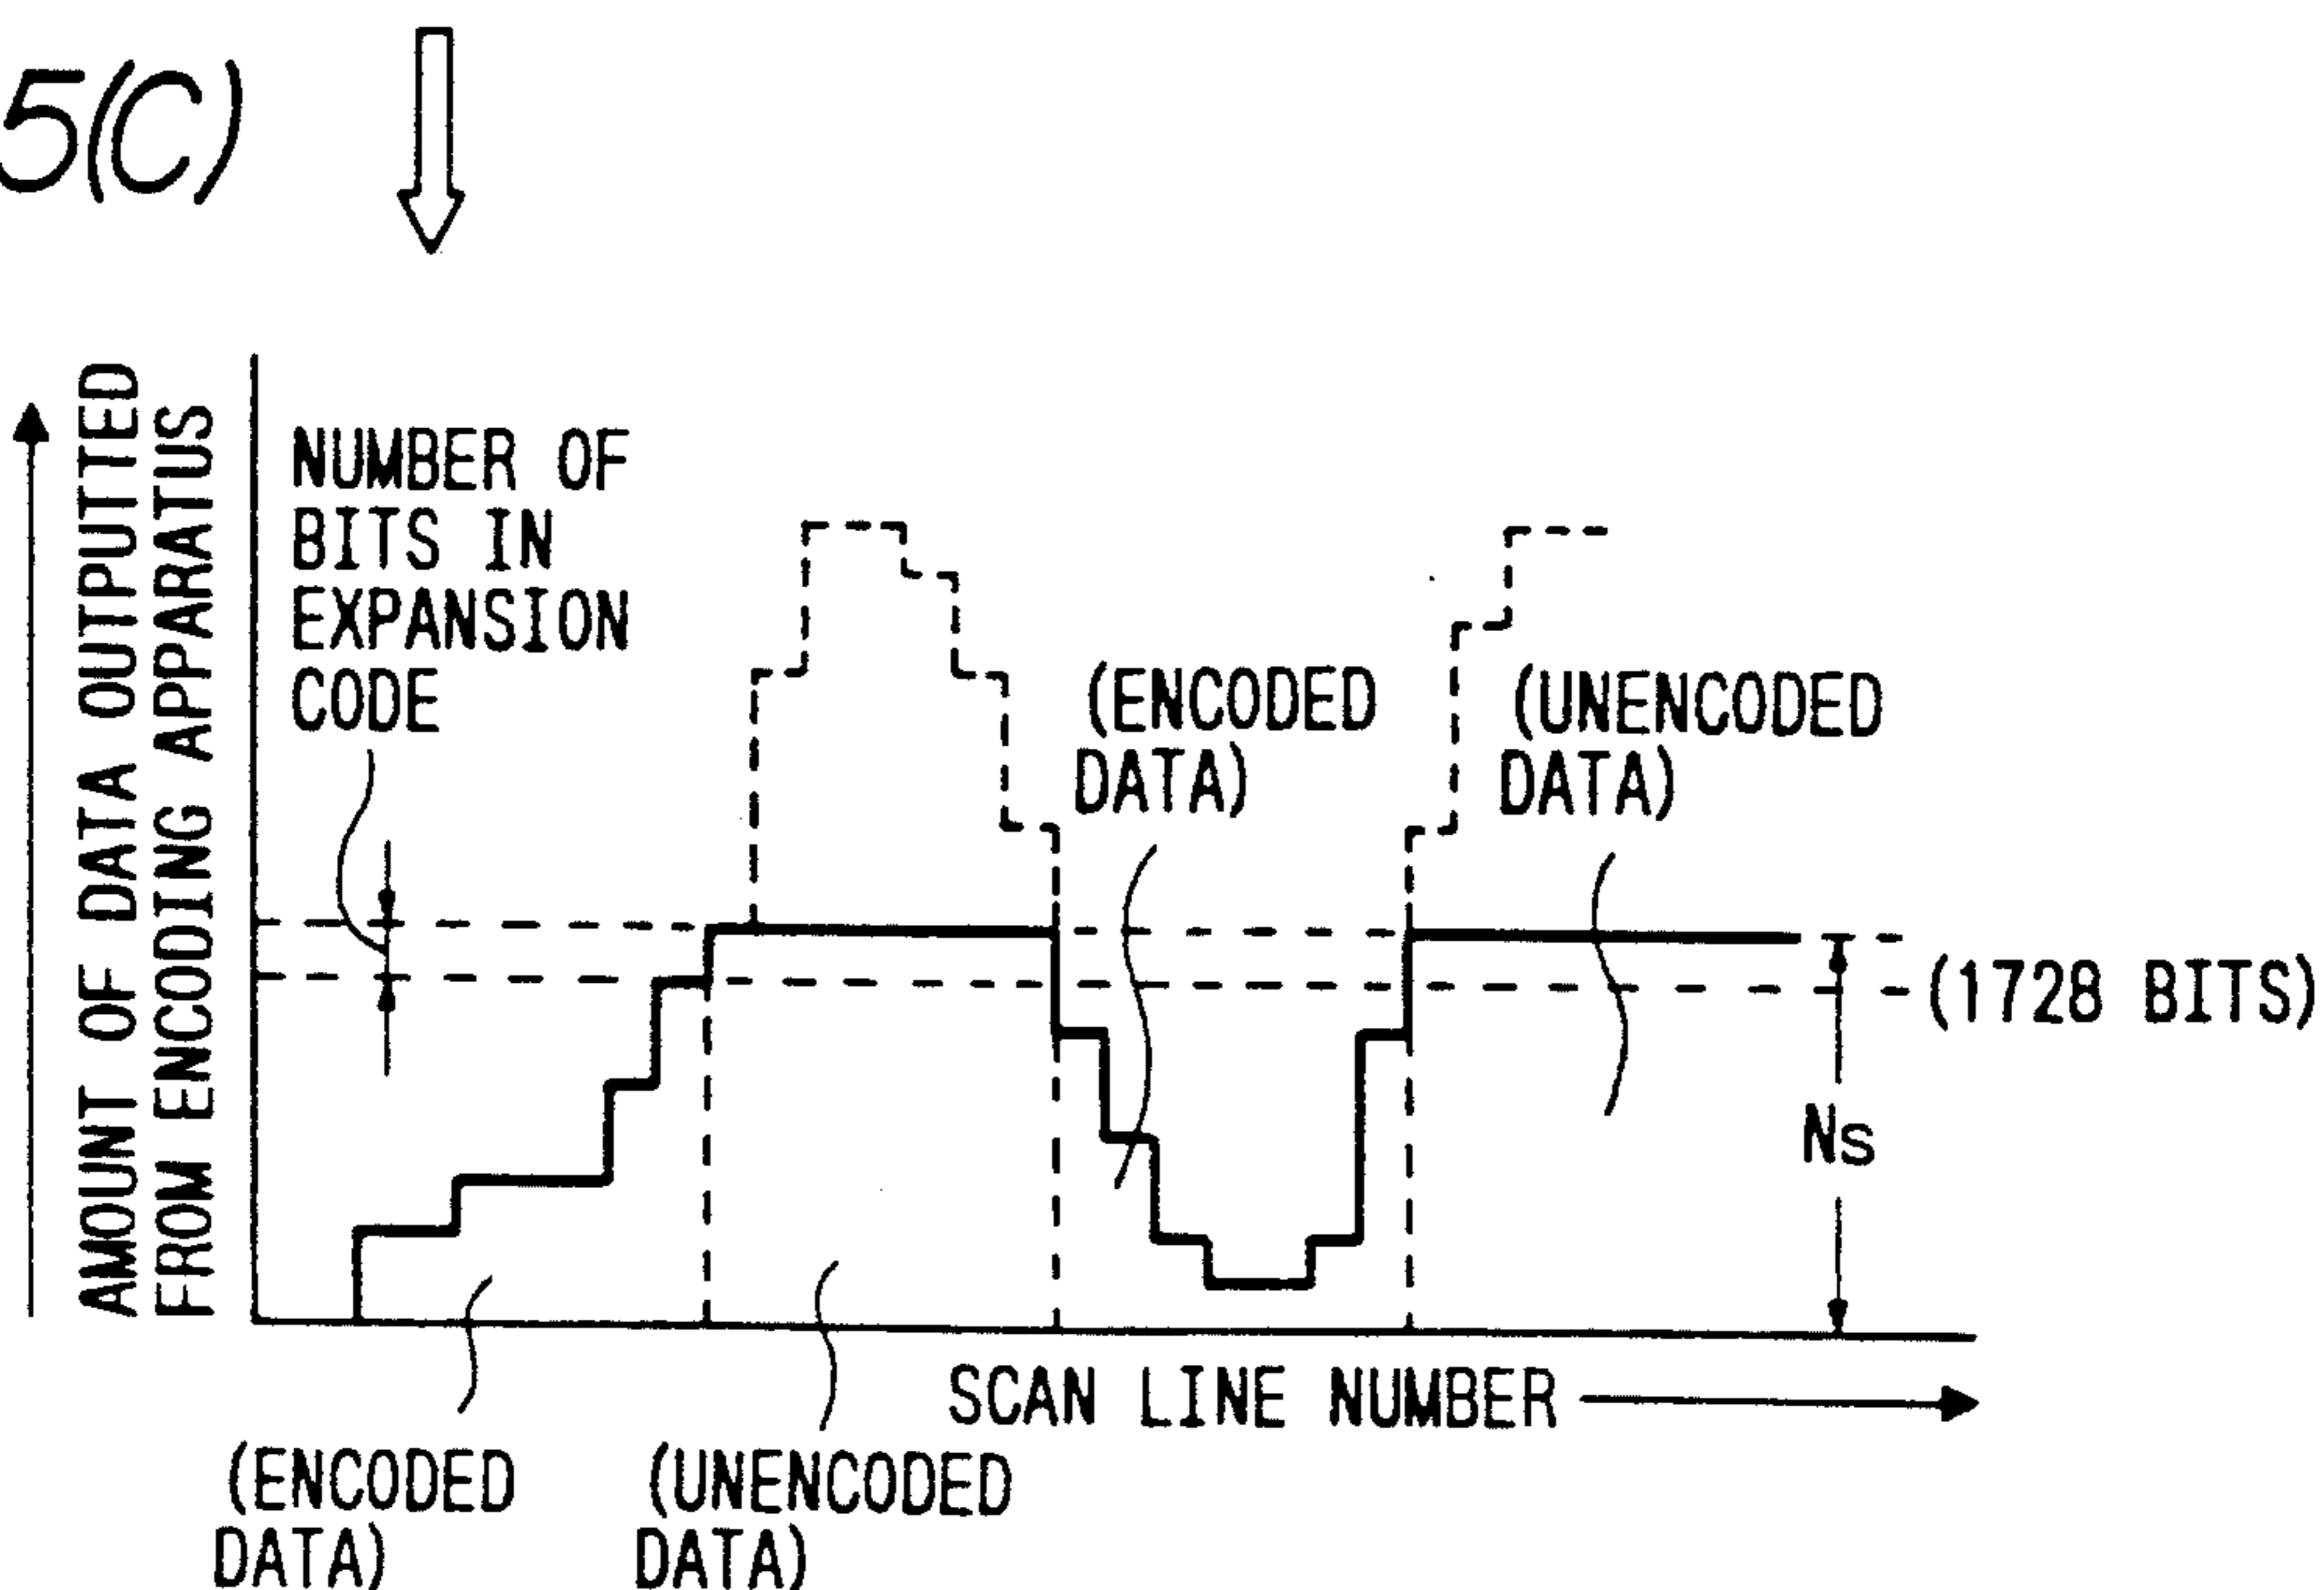 5(C)
AMOUNT OF DATA OUTPUTTED
FROM ENCODING APPARATUS
NUMBER OF
BITS IN
EXPANSION
CODE
(ENCODED
DATA)
(UNENCODED
DATA)
(1728 BITS)
Ns
SCAN LINE NUMBER
(ENCODED
DATA)
(UNENCODED
DATA)